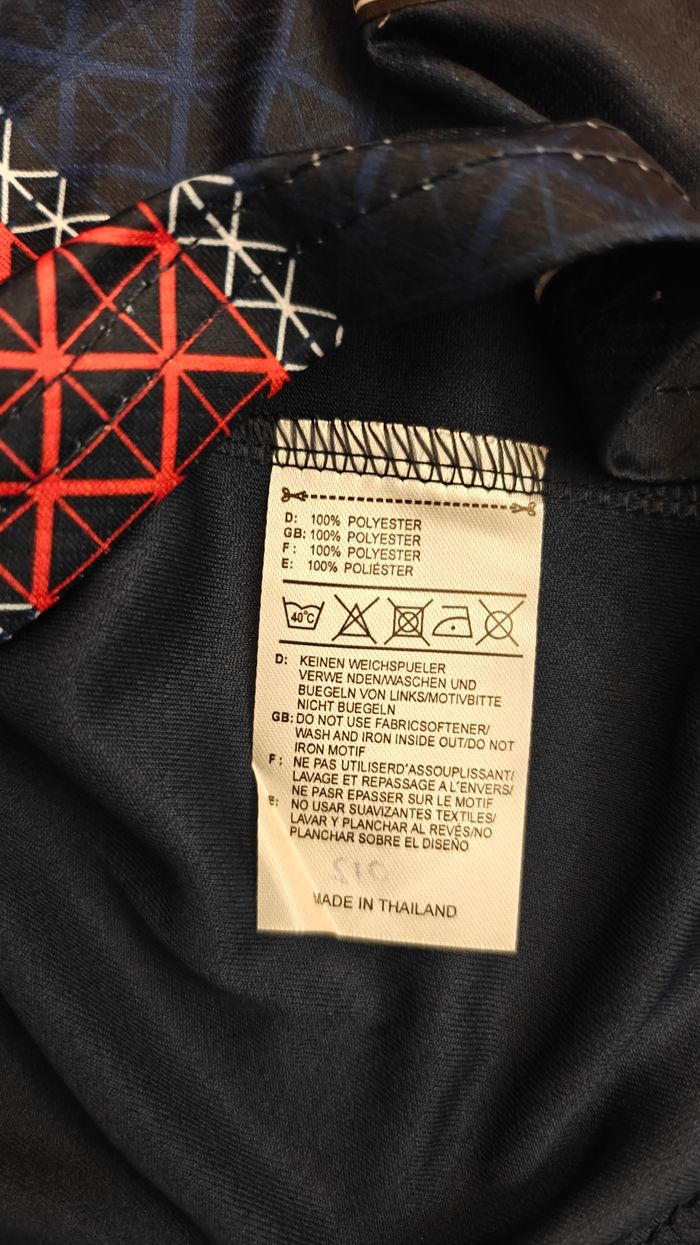 D: 100% POLYESTER
GB: 100% POLYESTER
F: 100% POLYESTER
E: 100% POLIÉSTER
40°C
D: KEINEN WEICHSPUELER
VERWE NDEN/WASCHEN UND
BUEGELN VON LINKS/MOTIVBITTE
NICHT BUEGELN
GB: DO NOT USE FABRICSOFTENER/
WASH AND IRON INSIDE OUT/DO NOT
IRON MOTIF
F: NE PAS UTILISERD'ASSOUPLISSANT/
LAVAGE ET REPASSAGE A L'ENVERS/
NE PASR EPASSER SUR LE MOTIF
E: NO USAR SUAVIZANTES TEXTILES/
LAVAR Y PLANCHAR AL REVÉS/NO
PLANCHAR SOBRE EL DISEÑO
MADE IN THAILAND